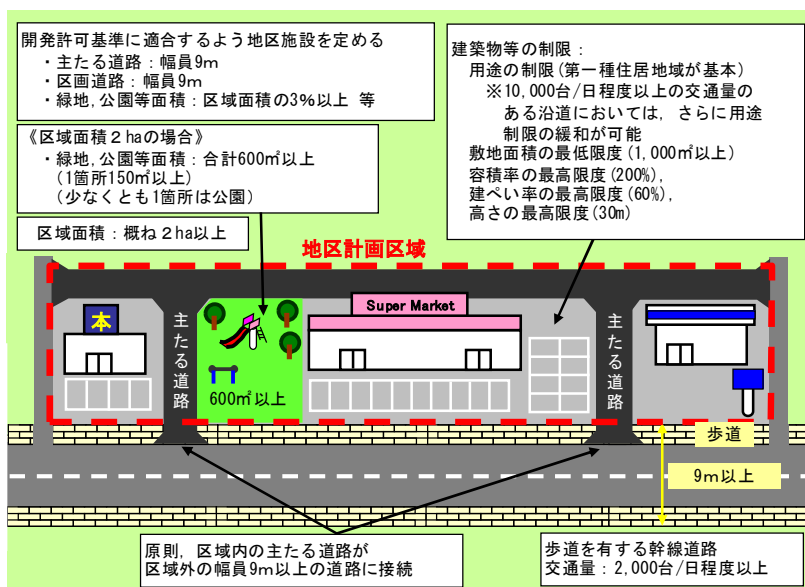 開発許可基準に適合するよう地区施設を定める
・主たる道路：幅員9ｍ
・区画道路：幅員9ｍ
・緑地，公園等面積：区域面積の3％以上 等
《区域面積２haの場合》
・緑地，公園等面積：合計600㎡以上
(1箇所150㎡以上)
(少なくとも1箇所は公園)
区域面積：概ね２ha以上
建築物等の制限：
用途の制限(第一種住居地域が基本)
※10,000台/日程度以上の交通量の
ある沿道においては，さらに用途
制限の緩和が可能
敷地面積の最低限度(1,000㎡以上)
容積率の最高限度(200%)，
建ぺい率の最高限度(60%)，
高さの最高限度(30m)
地区計画区域
本
主たる道路
600㎡以上
Super Market
主たる道路
歩道
9ｍ以上
原則，区域内の主たる道路が
区域外の幅員9ｍ以上の道路に接続
歩道を有する幹線道路
交通量：2,000台/日程度以上